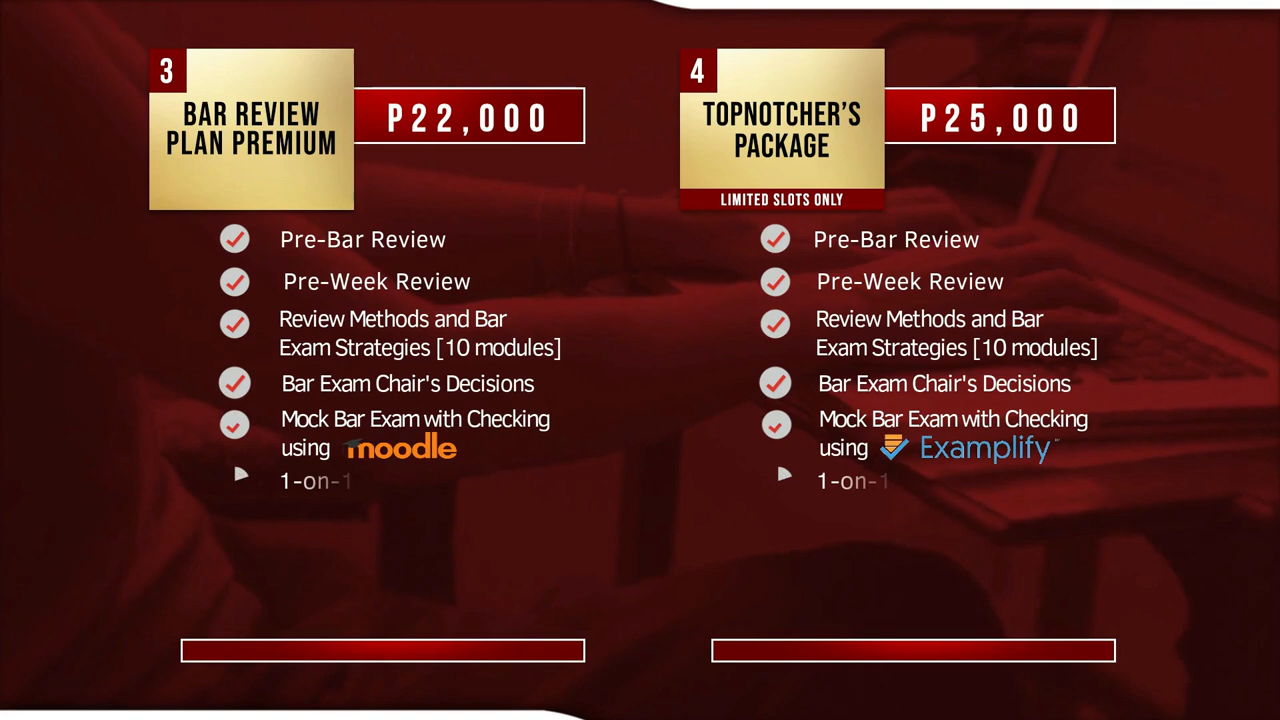 3
BAR REVIEW
PLAN PREMIUM
P22,000
Pre-Bar Review
Pre-Week Review
Review Methods and Bar
Exam Strategies [10 modules]
Bar Exam Chair's Decisions
Mock Bar Exam with Checking
using moodle
1-on-1
4
TOPNOTCHER'S
PACKAGE
LIMITED SLOTS ONLY
P25,000
Pre-Bar Review
Pre-Week Review
Review Methods and Bar
Exam Strategies [10 modules]
Bar Exam Chair's Decisions
Mock Bar Exam with Checking
using Examplify
1-on-1